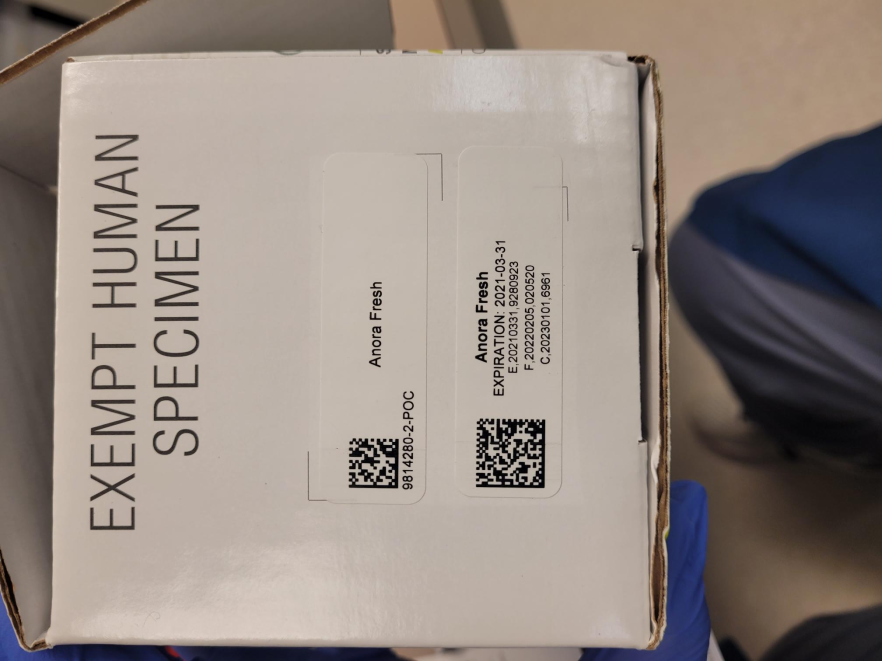 EXEMPT HUMAN
SPECIMEN
Anora Fresh
9814280-2-POC
Anora Fresh
EXPIRATION: 2021-03-31
E,20210331,9280923
F,20220205,020520
C,20230101,6961